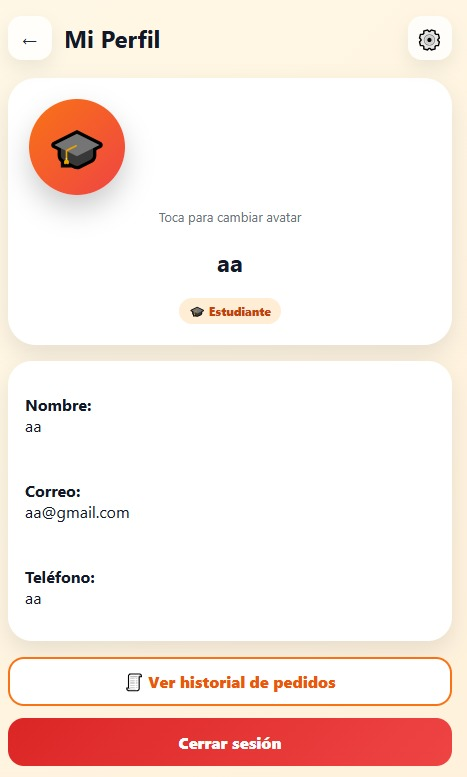 ← Mi Perfil
Toca para cambiar avatar
aa
Estudiante
Nombre:
aa
Correo:
aa@gmail.com
Teléfono:
aa
Ver historial de pedidos
Cerrar sesión